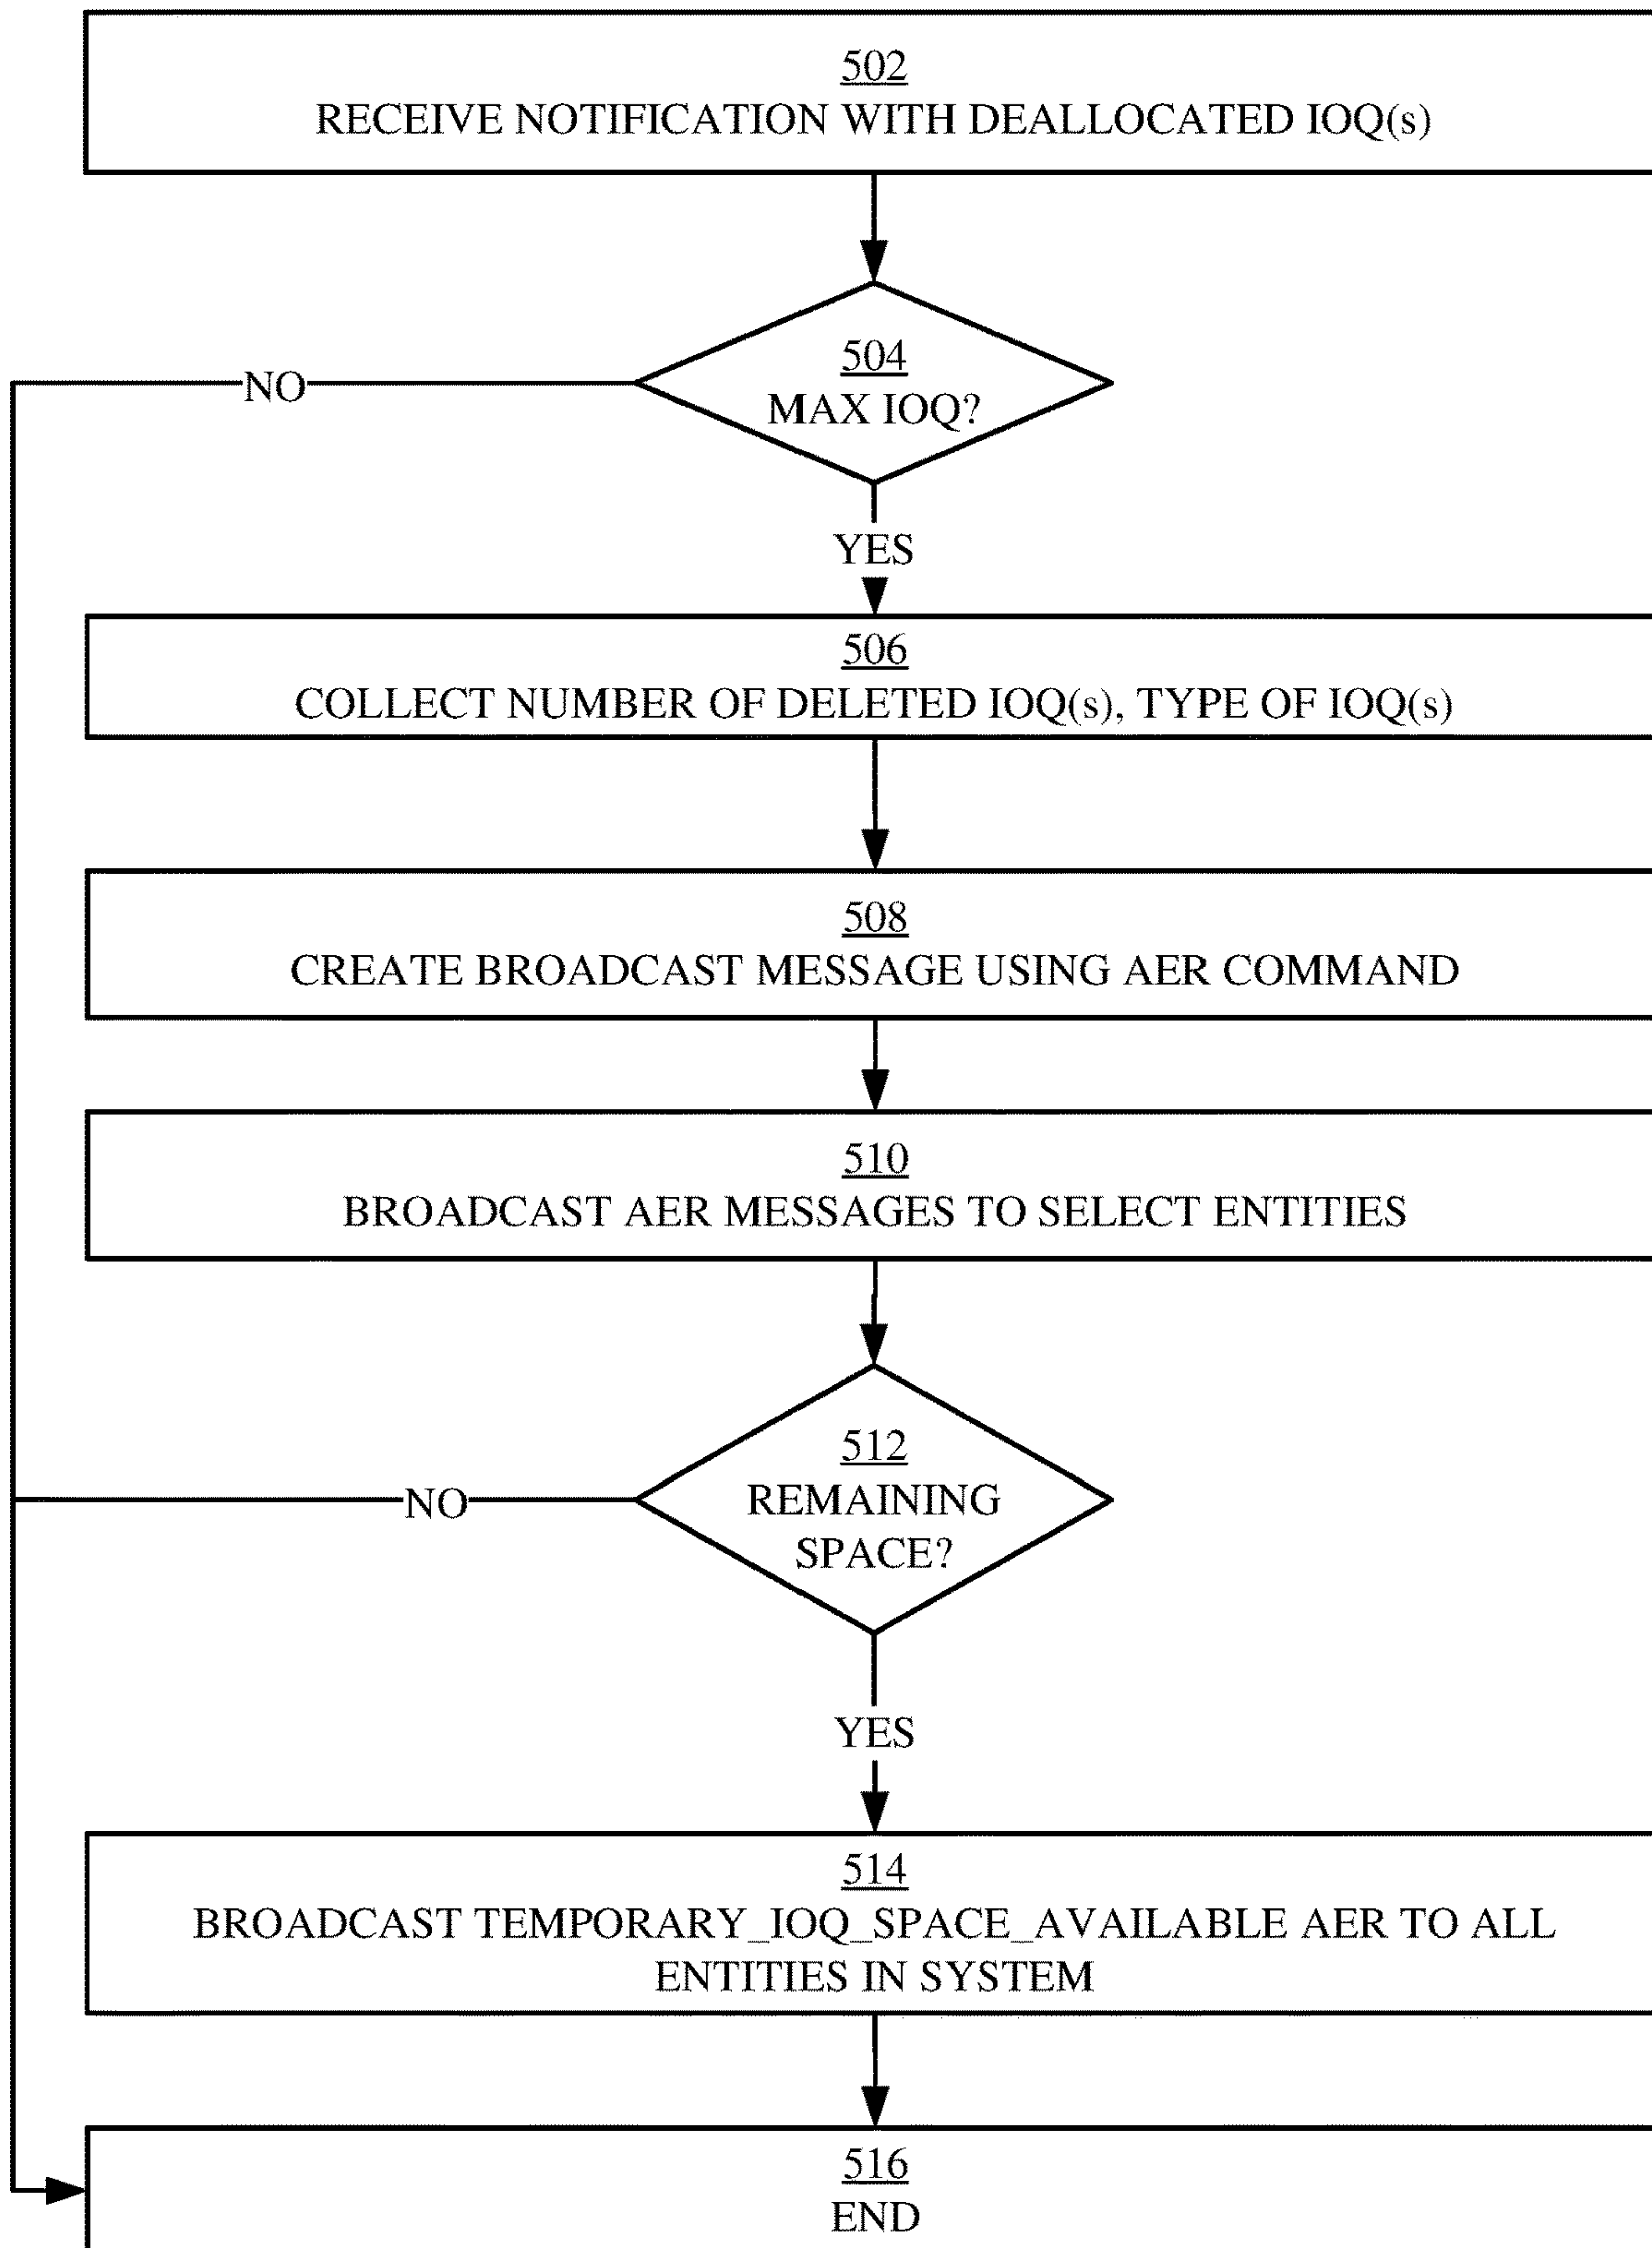 502
RECEIVE NOTIFICATION WITH DEALLOCATED IOQ(s)
504
MAX IOQ?
NO
YES
506
COLLECT NUMBER OF DELETED IOQ(s), TYPE OF IOQ(s)
508
CREATE BROADCAST MESSAGE USING AER COMMAND
510
BROADCAST AER MESSAGES TO SELECT ENTITIES
512
REMAINING
SPACE?
NO
YES
514
BROADCAST TEMPORARY_IOQ_SPACE_AVAILABLE AER TO ALL
ENTITIES IN SYSTEM
516
END